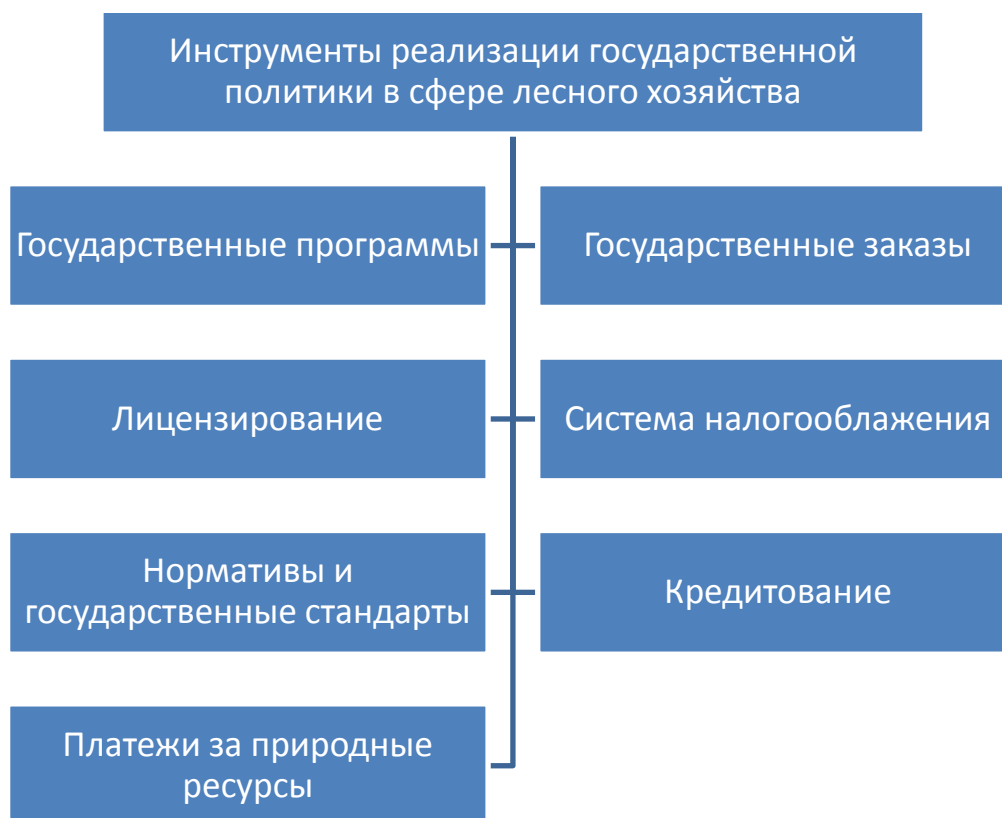 Инструменты реализации государственной
политики в сфере лесного хозяйства
Государственные программы
Государственные заказы
Лицензирование
Система налогооблажения
Нормативы и
государственные стандарты
Кредитование
Платежи за природные
ресурсы